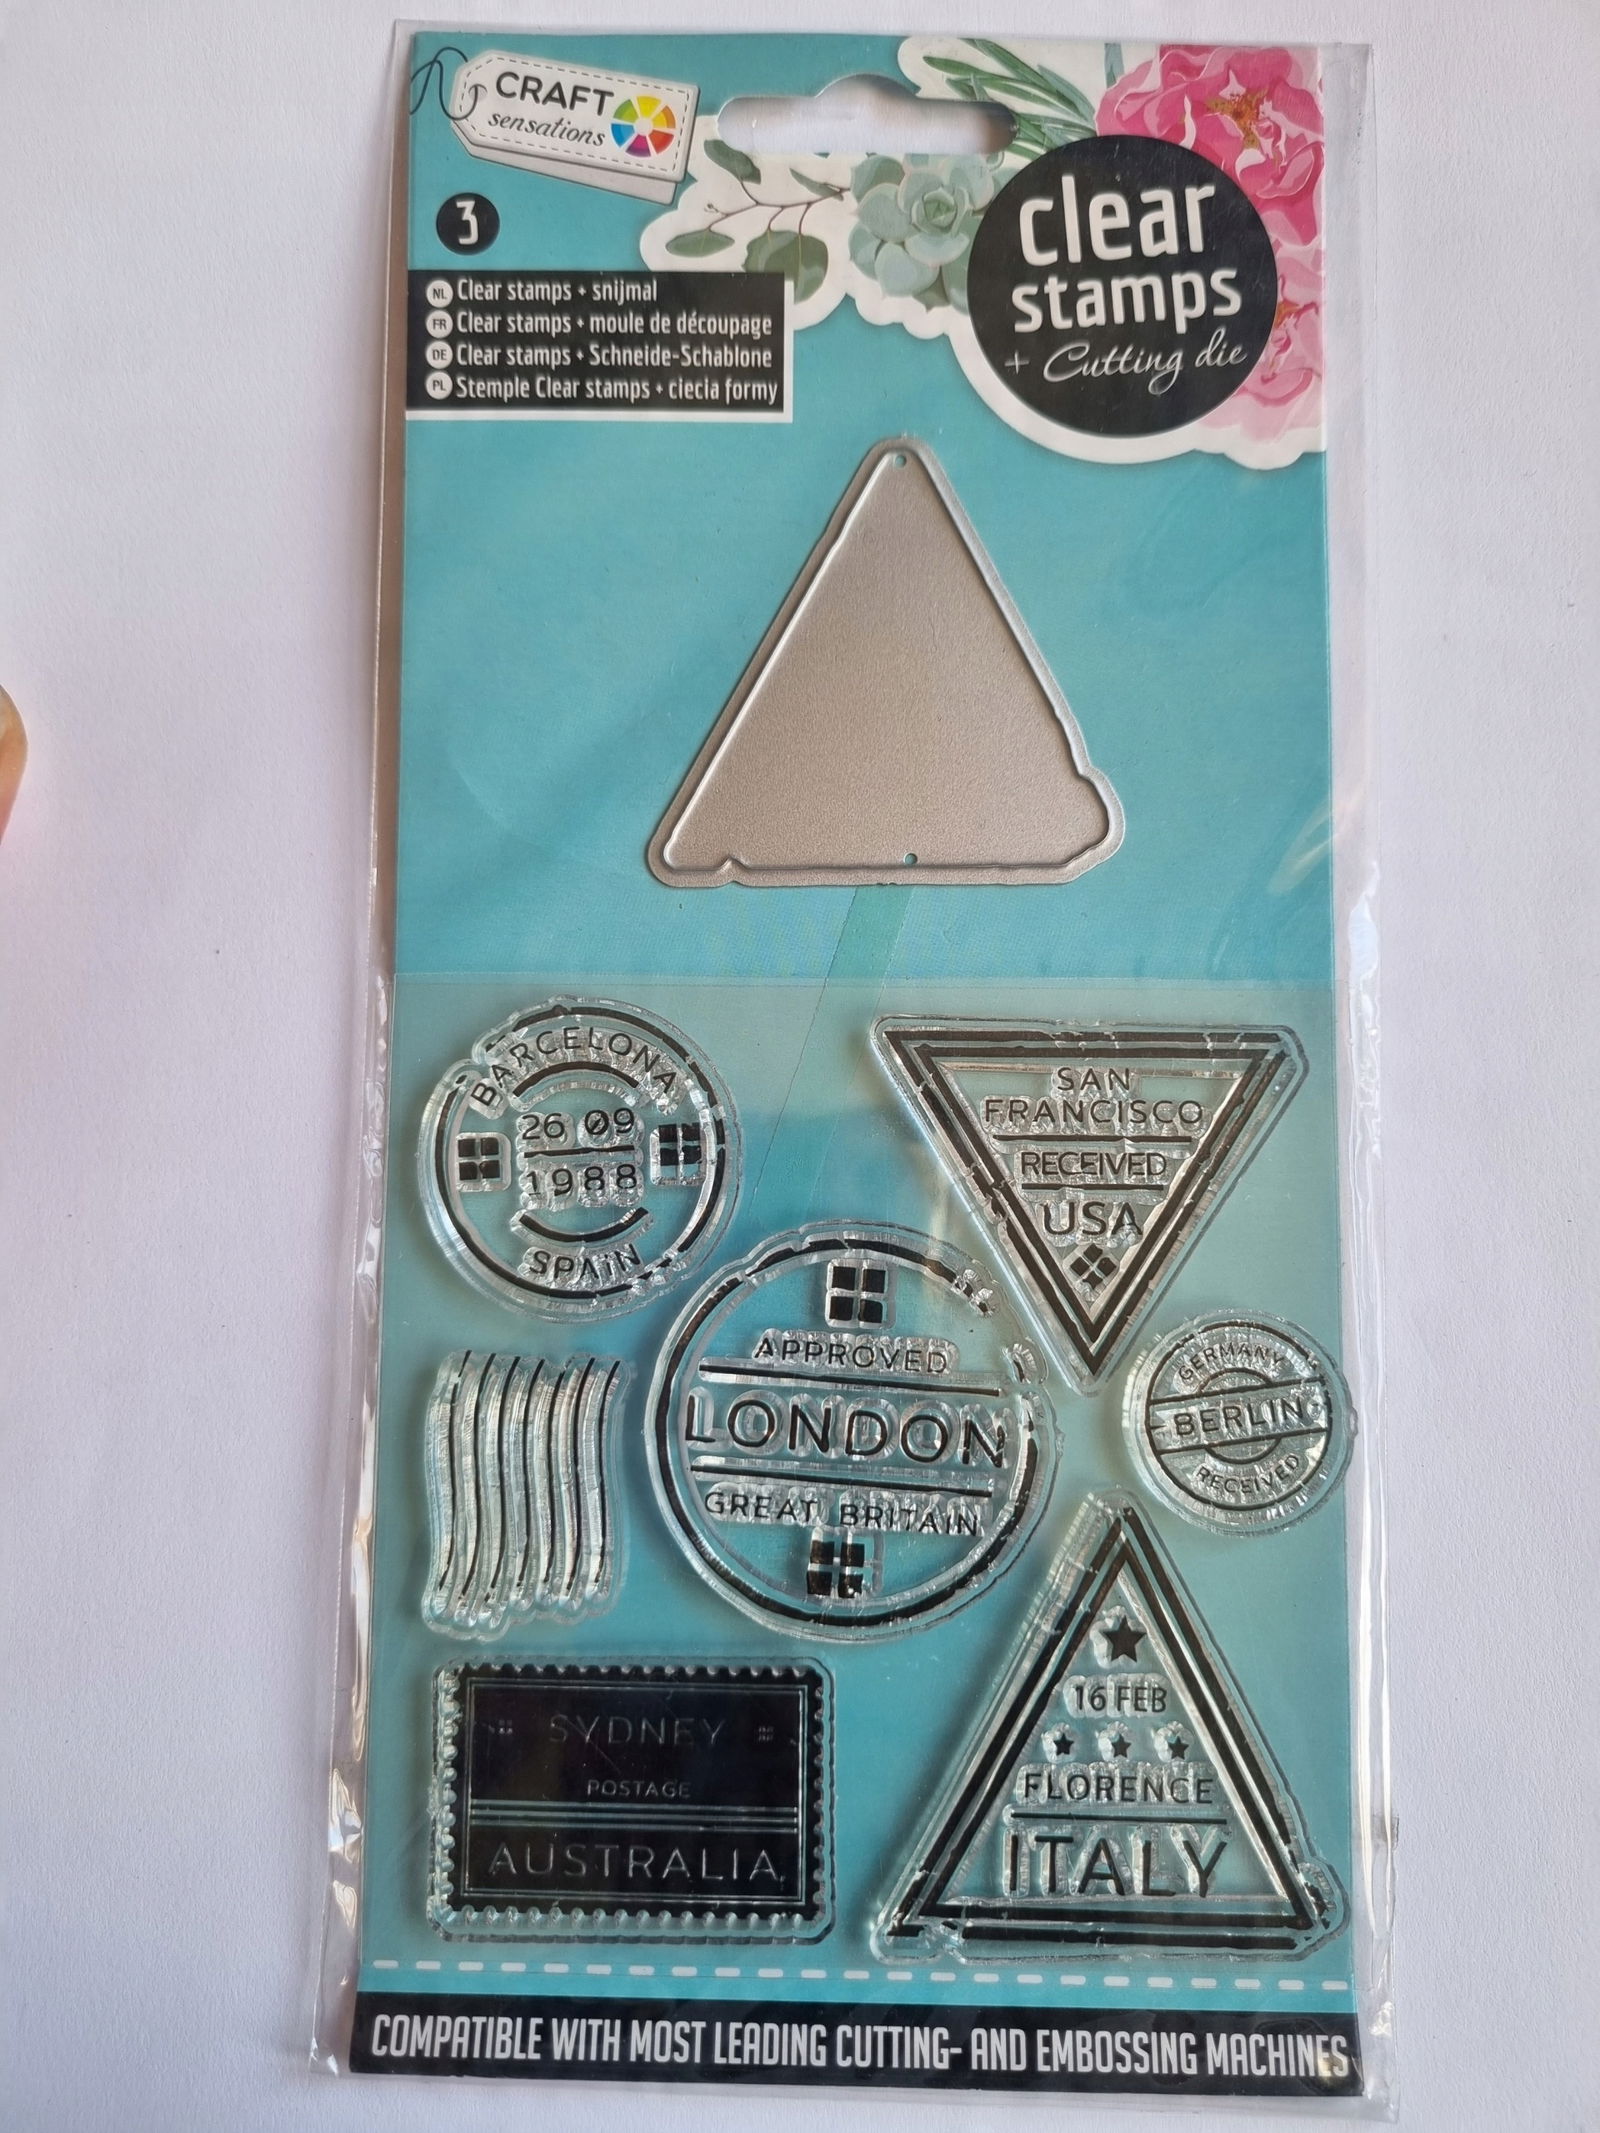 CRAFT
sensations
3
clear
stamps
+ Cutting die
NL Clear stamps + snijmal
FR Clear stamps + moule de découpage
DE Clear stamps + Schneide-Schablone
PL Stemple Clear stamps + ciecia formy
BARCELONA
26 09
1988
SPAIN
SAN
FRANCISCO
RECEIVED
USA
APPROVED
LONDON
GREAT BRITAIN
GERMANY
BERLIN
RECEIVED
SYDNEY
POSTAGE
AUSTRALIA
16 FEB
FLORENCE
ITALY
COMPATIBLE WITH MOST LEADING CUTTING- AND EMBOSSING MACHINES